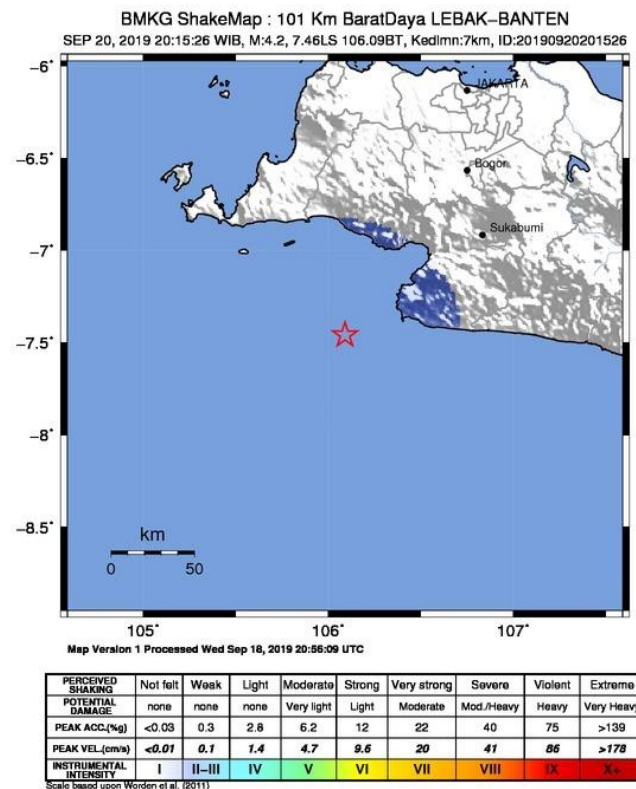 BMKG ShakeMap : 101 Km BaratDaya LEBAK-BANTEN
SEP 20, 2019 20:15:26 WIB, M:4.2, 7.46LS 106.09BT, Kedlmn:7km, ID:20190920201526
-6°
JAKARTA
-6.5°
Bogor
Sukabumi
-7°
-7.5°
-8°
-8.5°
km
0 50
105° 106° 107°
Map Version 1 Processed Wed Sep 18, 2019 20:56:09 UTC
PERCEIVED SHAKING Not felt Weak Light Moderate Strong Very strong Severe Violent Extreme
POTENTIAL DAMAGE none none none Very light Light Moderate Mod./Heavy Heavy Very Heavy
PEAK ACC.(%g) <0.03 0.3 2.8 6.2 12 22 40 75 >139
PEAK VEL.(cm/s) <0.01 0.1 1.4 4.7 9.6 20 41 86 >178
INSTRUMENTAL INTENSITY I II-III IV V VI VII VIII IX X+
Scale based upon Worden et al. (2011)